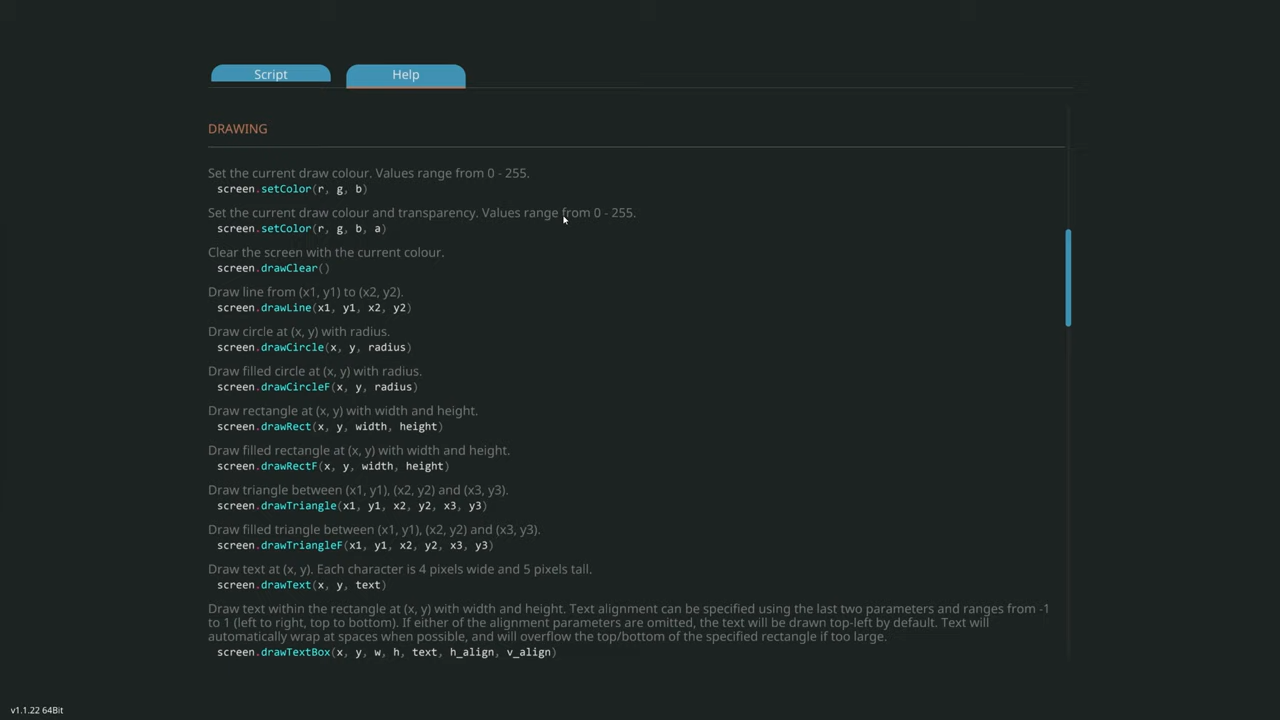 Script
Help
DRAWING
Set the current draw colour. Values range from 0 - 255.
screen.setColor(r, g, b)
Set the current draw colour and transparency. Values range from 0 - 255.
screen.setColor(r, g, b, a)
Clear the screen with the current colour.
screen.drawClear()
Draw line from (x1, y1) to (x2, y2).
screen.drawLine(x1, y1, x2, y2)
Draw circle at (x, y) with radius.
screen.drawCircle(x, y, radius)
Draw filled circle at (x, y) with radius.
screen.drawCircleF(x, y, radius)
Draw rectangle at (x, y) with width and height.
screen.drawRect(x, y, width, height)
Draw filled rectangle at (x, y) with width and height.
screen.drawRectF(x, y, width, height)
Draw triangle between (x1, y1), (x2, y2) and (x3, y3).
screen.drawTriangle(x1, y1, x2, y2, x3, y3)
Draw filled triangle between (x1, y1), (x2, y2) and (x3, y3).
screen.drawTriangleF(x1, y1, x2, y2, x3, y3)
Draw text at (x, y). Each character is 4 pixels wide and 5 pixels tall.
screen.drawText(x, y, text)
Draw text within the rectangle at (x, y) with width and height. Text alignment can be specified using the last two parameters and ranges from -1
to 1 (left to right, top to bottom). If either of the alignment parameters are omitted, the text will be drawn top-left by default. Text will
automatically wrap at spaces when possible, and will overflow the top/bottom of the specified rectangle if too large.
screen.drawTextBox(x, y, w, h, text, h_align, v_align)
v1.1.22 64Bit